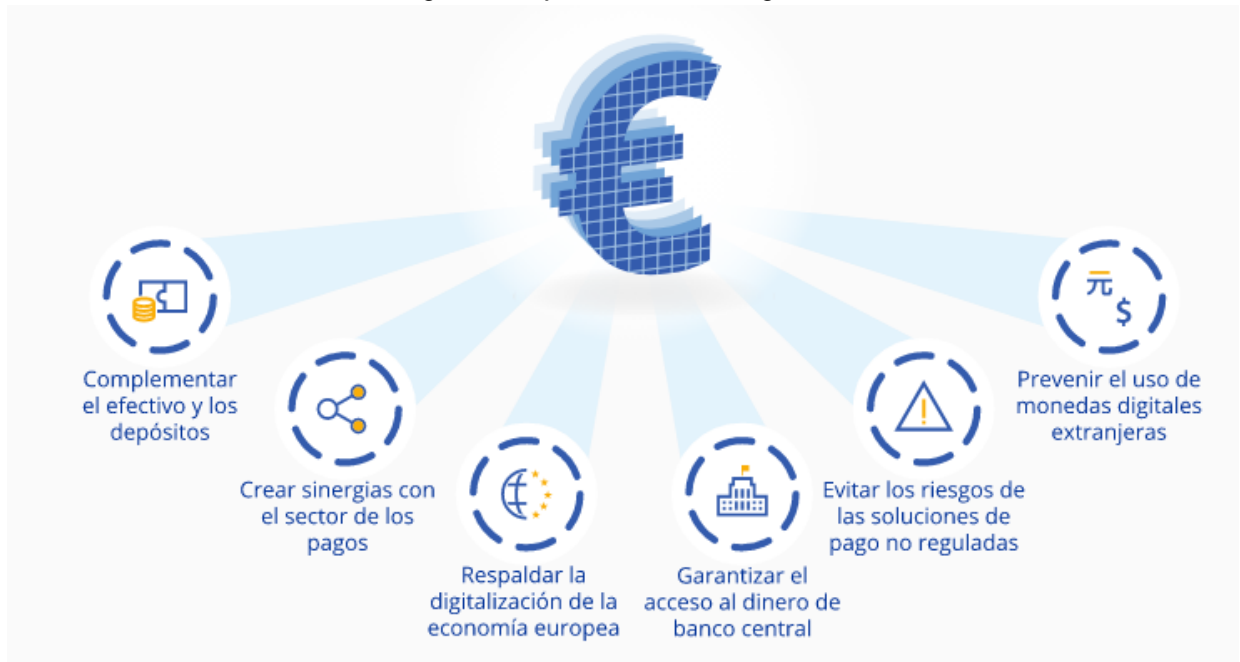 Complementar
el efectivo y los
depósitos
Crear sinergias con
el sector de los
pagos
Respaldar la
digitalización de la
economía europea
Garantizar el
acceso al dinero de
banco central
Evitar los riesgos de
las soluciones de
pago no reguladas
Prevenir el uso de
monedas digitales
extranjeras